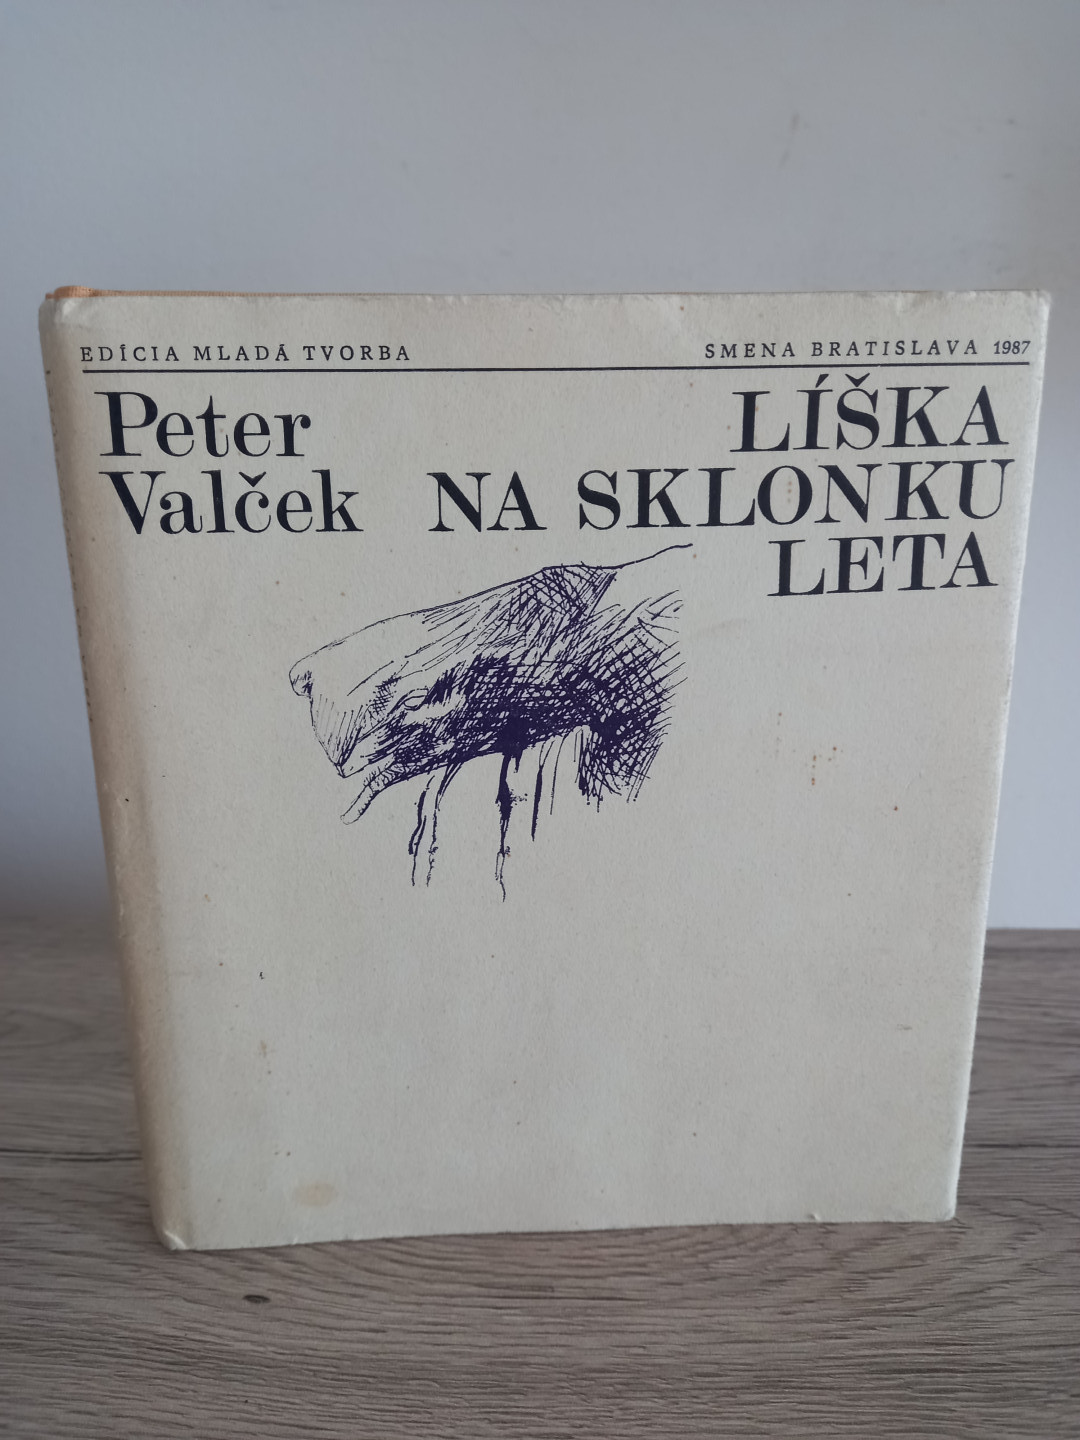 EDÍCIA MLADÁ TVORBA
SMENA BRATISLAVA 1987
Peter
Valček
LÍŠKA
NA SKLONKU
LETA